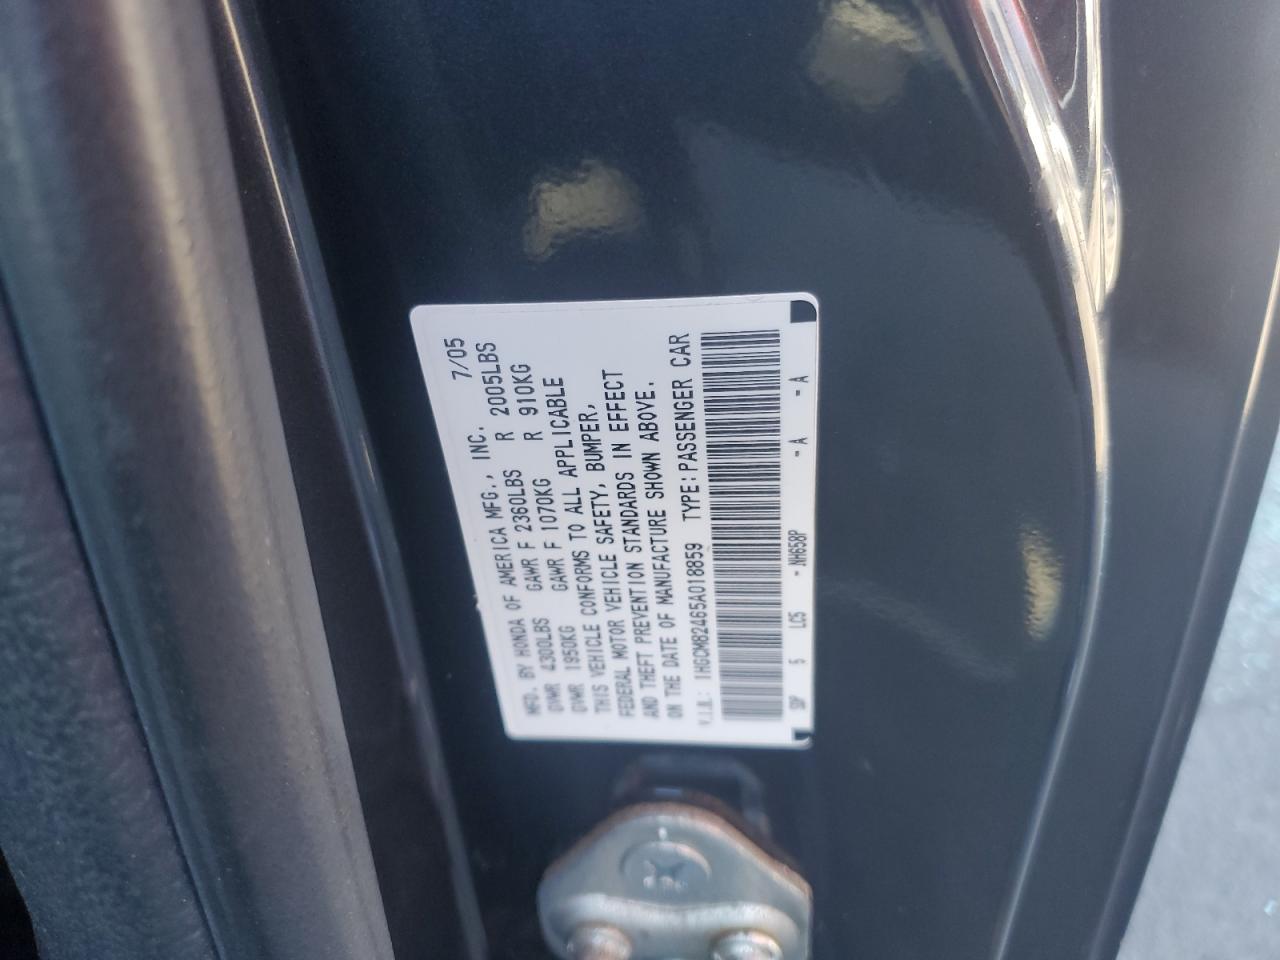 MFD. BY HONDA OF AMERICA MFG., INC. 7/05
GVWR 4300LBS GAWR F 2360LBS R 2005LBS
GVWR 1950KG GAWR F 1070KG R 910KG
THIS VEHICLE CONFORMS TO ALL APPLICABLE
FEDERAL MOTOR VEHICLE SAFETY, BUMPER,
AND THEFT PREVENTION STANDARDS IN EFFECT
ON THE DATE OF MANUFACTURE SHOWN ABOVE.
V.I.N.: 1HGCM82465A018859 TYPE:PASSENGER CAR
SDP 5 LC5 - NH658P - A - A